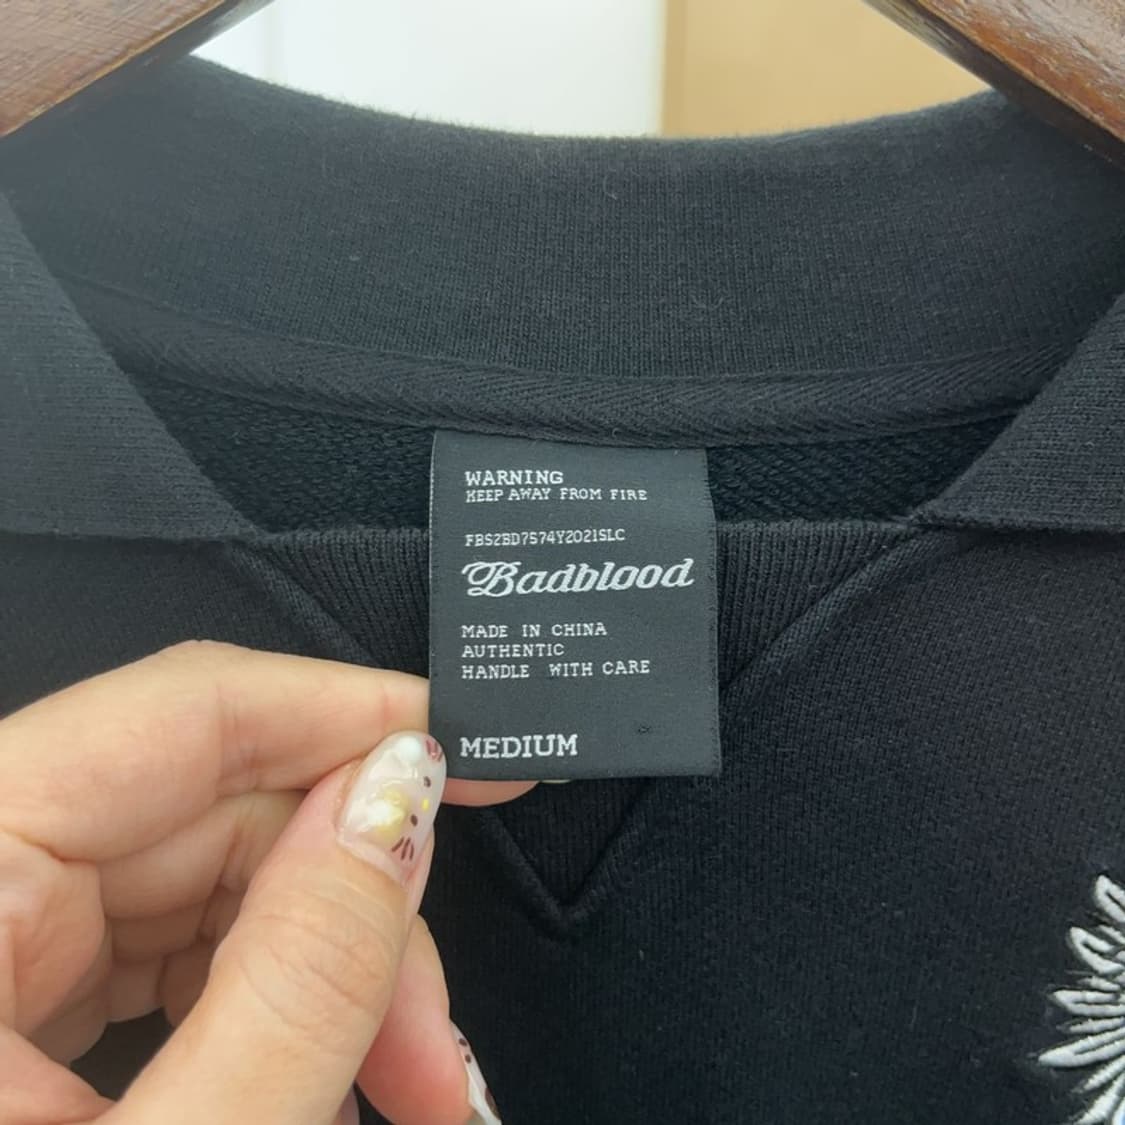 WARNING
KEEP AWAY FROM FIRE
FBS2BD7574Y2021SLC
Badblood
MADE IN CHINA
AUTHENTIC
HANDLE WITH CARE
MEDIUM